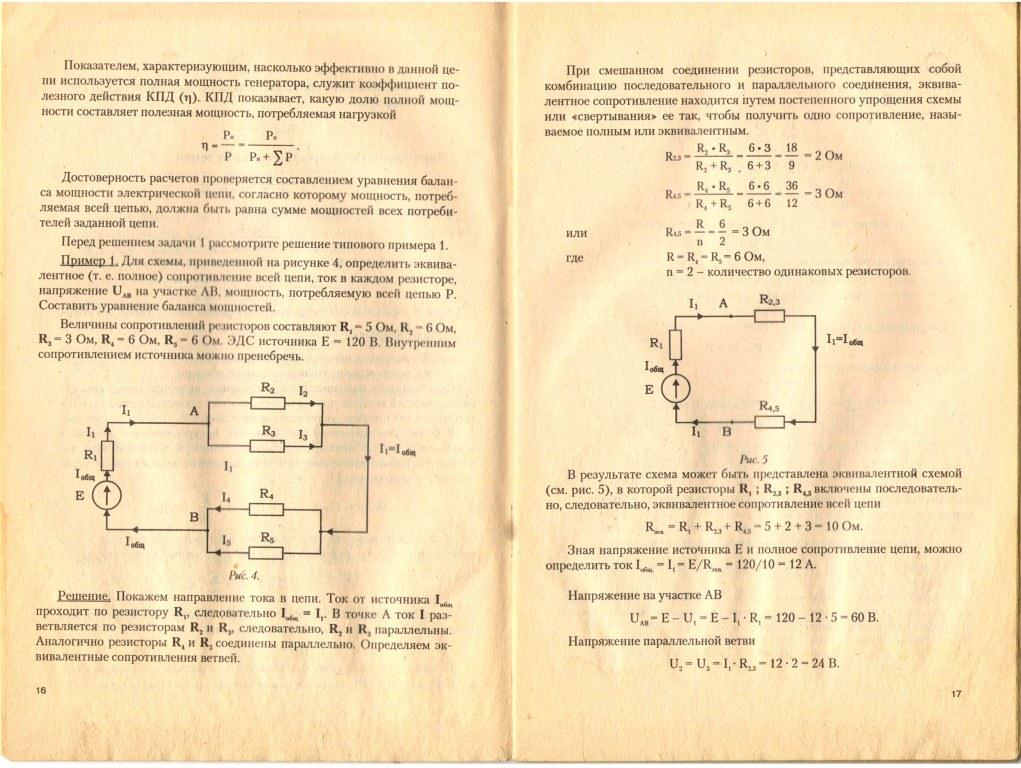 Показателем, характеризующим, насколько эффективно в данной це-
пи используется полная мощность генератора, служит коэффициент по-
лезного действия КПД (η). КПД показывает, какую долю полной мощ-
ности составляет полезная мощность, потребляемая нагрузкой
η = Pн / P = Pн / (Pн + ∑P) .
Достоверность расчетов проверяется составлением уравнения балан-
са мощности электрической цепи, согласно которому мощность, потреб-
ляемая всей цепью, должна быть равна сумме мощностей всех потреби-
телей заданной цепи.
Перед решением задачи 1 рассмотрите решение типового примера 1.
Пример 1. Для схемы, приведенной на рисунке 4, определить эквива-
лентное (т. е. полное) сопротивление всей цепи, ток в каждом резисторе,
напряжение UAB на участке АВ, мощность, потребляемую всей цепью Р.
Составить уравнение баланса мощностей.
Величины сопротивлений резисторов составляют R1 = 5 Ом, R2 = 6 Ом,
R3 = 3 Ом, R4 = 6 Ом, R5 = 6 Ом. ЭДС источника Е = 120 В. Внутренним
сопротивлением источника можно пренебречь.
R2
I1 A I2
I1 R3 I3
R1 I1 I1=Iобщ
Iобщ
E I4 R4
B
Iобщ I5 R5
Рис. 4.
Решение. Покажем направление тока в цепи. Ток от источника Iобщ
проходит по резистору R1, следовательно Iобщ = I1. В точке А ток I раз-
ветвляется по резисторам R2 и R3, следовательно, R2 и R3 параллельны.
Аналогично резисторы R4 и R5 соединены параллельно. Определяем эк-
вивалентные сопротивления ветвей.
16
При смешанном соединении резисторов, представляющих собой
комбинацию последовательного и параллельного соединения, эквива-
лентное сопротивление находится путем постепенного упрощения схемы
или «свертывания» ее так, чтобы получить одно сопротивление, назы-
ваемое полным или эквивалентным.
R2,3 = (R2 • R3) / (R2 + R3) = (6 • 3) / (6 + 3) = 18 / 9 = 2 Ом
R4,5 = (R4 • R5) / (R4 + R5) = (6 • 6) / (6 + 6) = 36 / 12 = 3 Ом
или R4,5 = R / n = 6 / 2 = 3 Ом
где R = R4 = R5 = 6 Ом,
n = 2 – количество одинаковых резисторов.
I1 A R2,3
R1 I1=Iобщ
Iобщ
E
R4,5
I1 B
Рис. 5
В результате схема может быть представлена эквивалентной схемой
(см. рис. 5), в которой резисторы R1 ; R2,3 ; R4,5 включены последователь-
но, следовательно, эквивалентное сопротивление всей цепи
Rэкв. = R1 + R2,3 + R4,5 = 5 + 2 + 3 = 10 Ом.
Зная напряжение источника Е и полное сопротивление цепи, можно
определить ток Iобщ. = I1 = E/Rэкв. = 120/10 = 12 А.
Напряжение на участке АВ
UAB = E – U1 = E – I1 · R1 = 120 – 12 · 5 = 60 В.
Напряжение параллельной ветви
U2 = U3 = I1 · R2,3 = 12 · 2 = 24 В.
17